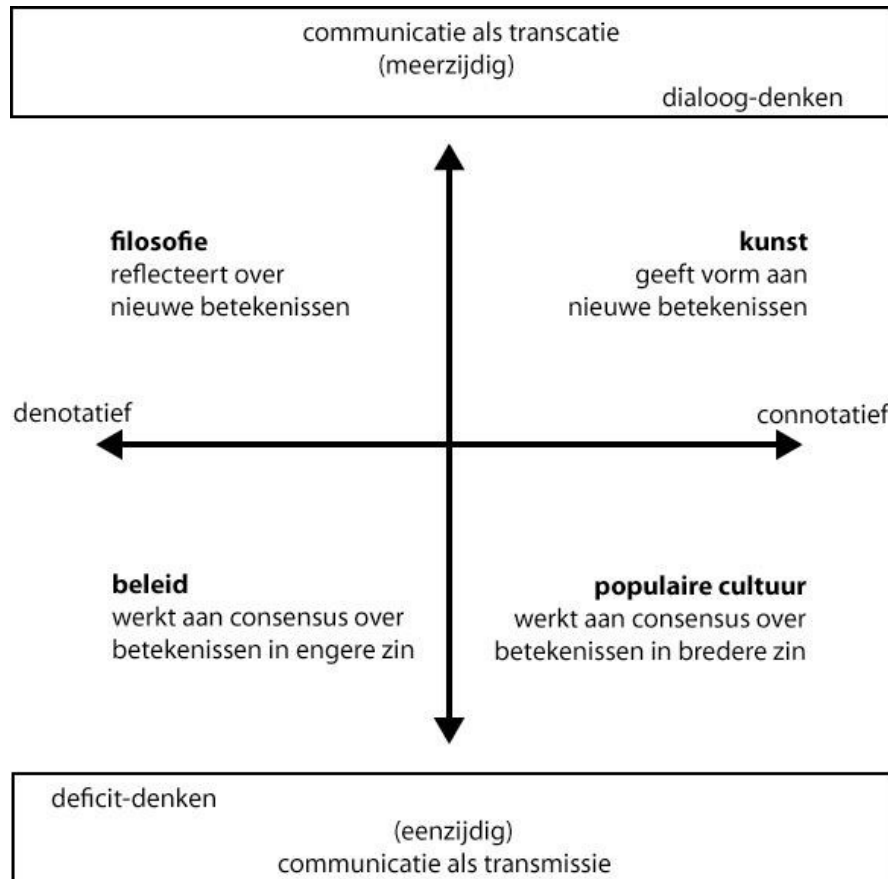 communicatie als transcatie
(meerzijdig)
dialoog-denken
filosofie
reflecteert over
nieuwe betekenissen
kunst
geeft vorm aan
nieuwe betekenissen
denotatief
connotatief
beleid
werkt aan consensus over
betekenissen in engere zin
populaire cultuur
werkt aan consensus over
betekenissen in bredere zin
deficit-denken
(eenzijdig)
communicatie als transmissie